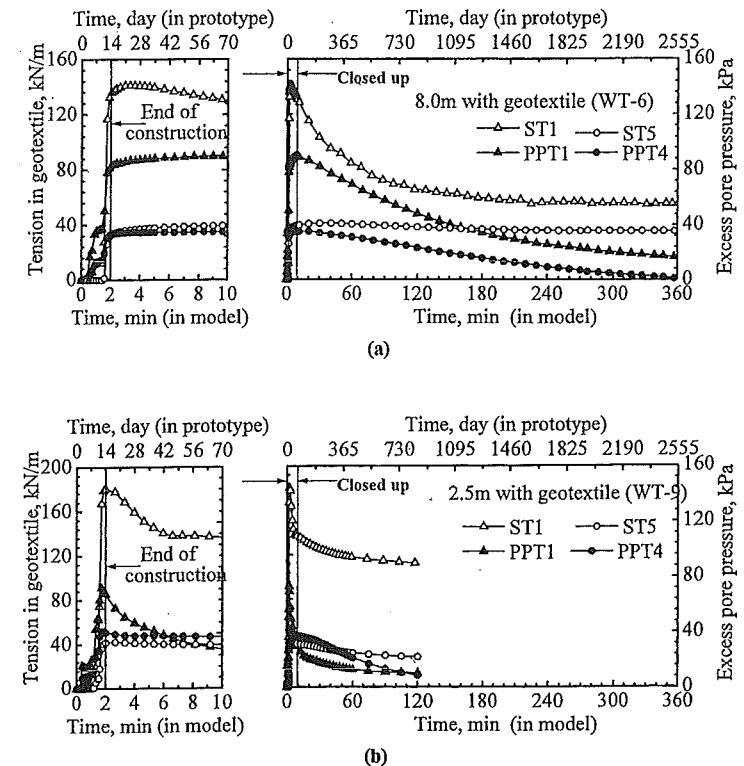 Time, day (in prototype)
0 14 28 42 56 70
Time, day (in prototype)
0 365 730 1095 1460 1825 2190 2555
Tension in geotextile, kN/m
160
120
80
40
0
End of
construction
Closed up
8.0m with geotextile (WT-6)
ST1 ST5
PPT1 PPT4
160
120
80
40
0
Excess pore pressure, kPa
0 2 4 6 8 10
Time, min (in model)
0 60 120 180 240 300 360
Time, min (in model)
(a)
Time, day (in prototype)
0 14 28 42 56 70
Time, day (in prototype)
0 365 730 1095 1460 1825 2190 2555
Tension in geotextile, kN/m
200
160
120
80
40
0
End of
construction
Closed up
2.5m with geotextile (WT-9)
ST1 ST5
PPT1 PPT4
160
120
80
40
0
Excess pore pressure, kPa
0 2 4 6 8 10
Time, min (in model)
0 60 120 180 240 300 360
Time, min (in model)
(b)